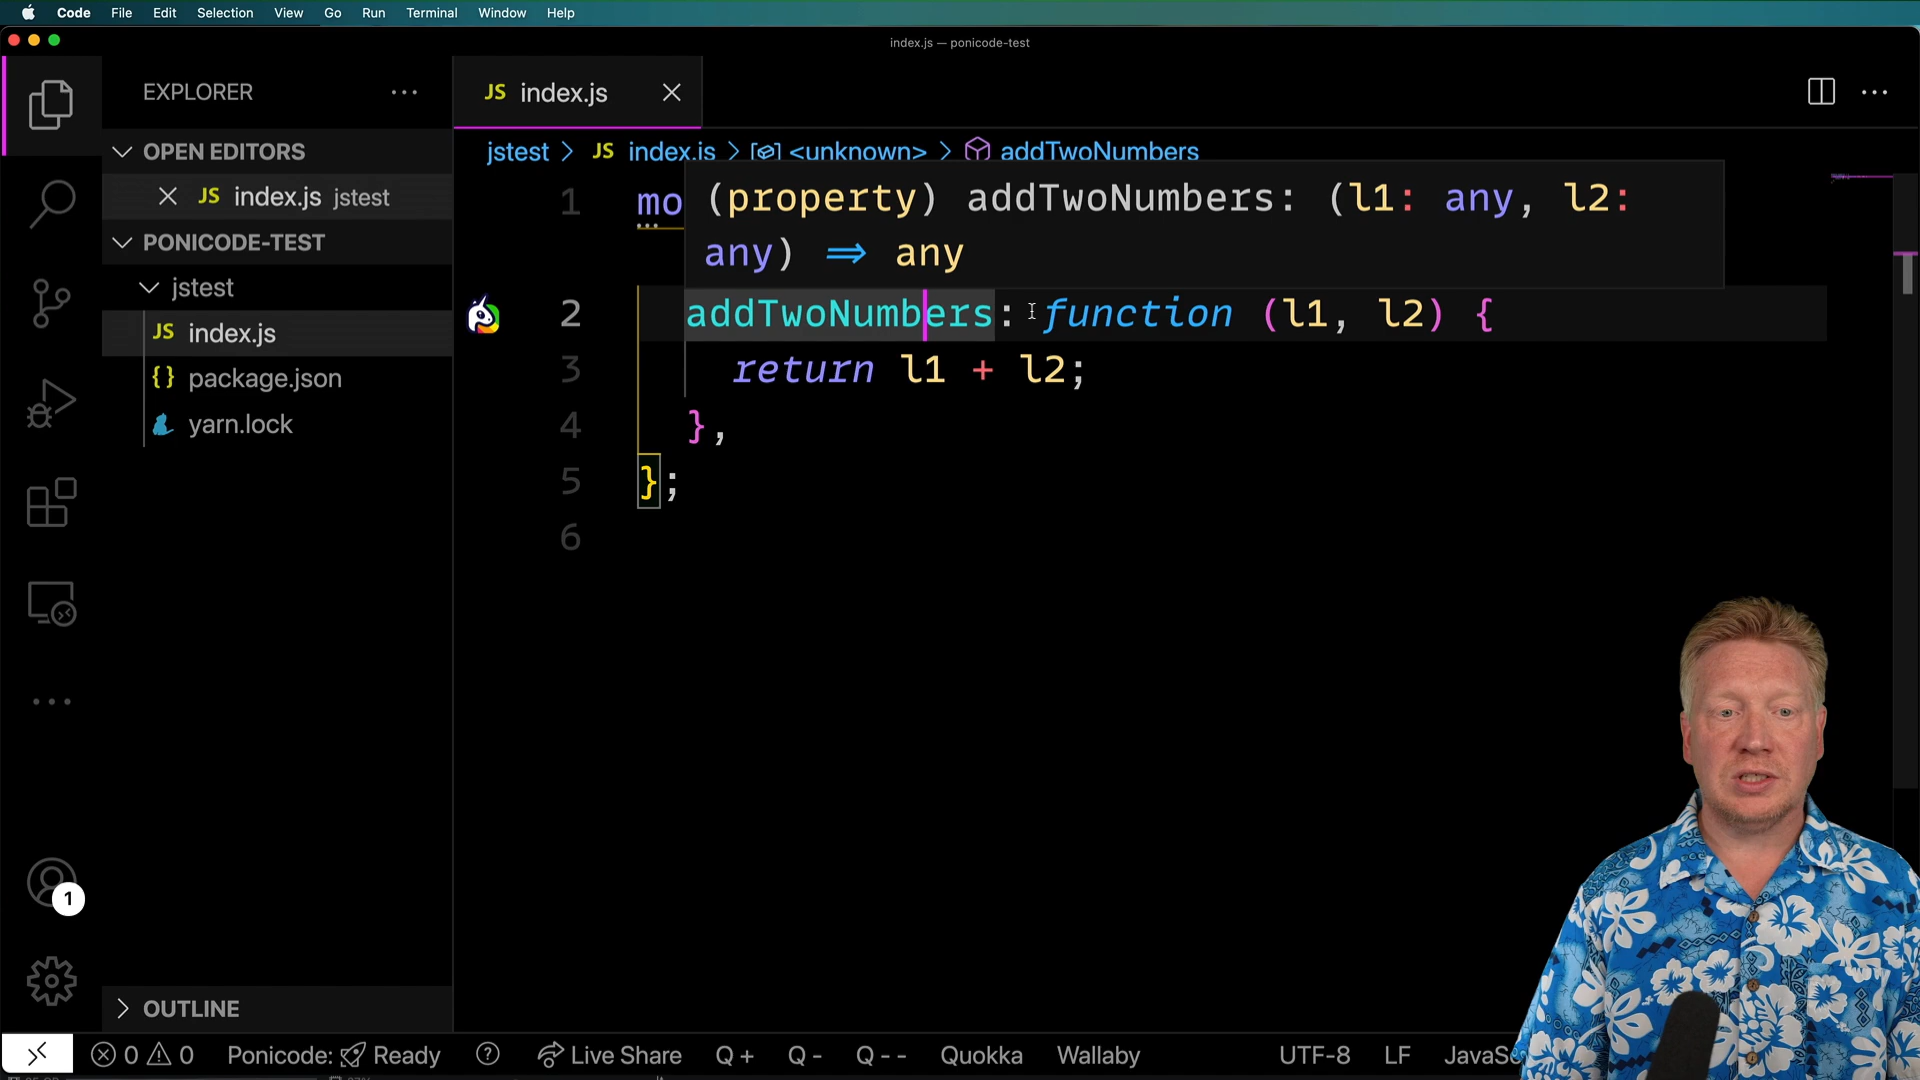 Code File Edit Selection View Go Run Terminal Window Help
index.js — ponicode-test
EXPLORER
JS index.js
OPEN EDITORS
JS index.js jstest
PONICODE-TEST
jstest
JS index.js
{} package.json
yarn.lock
OUTLINE
jstest > JS index.js > <unknown> > addTwoNumbers
(property) addTwoNumbers: (l1: any, l2:
any) => any
1 mo
2 addTwoNumbers: function (l1, l2) {
3 return l1 + l2;
4 },
5 };
6
1
0 0 Ponicode: Ready Live Share Q+ Q- Q-- Quokka Wallaby UTF-8 LF